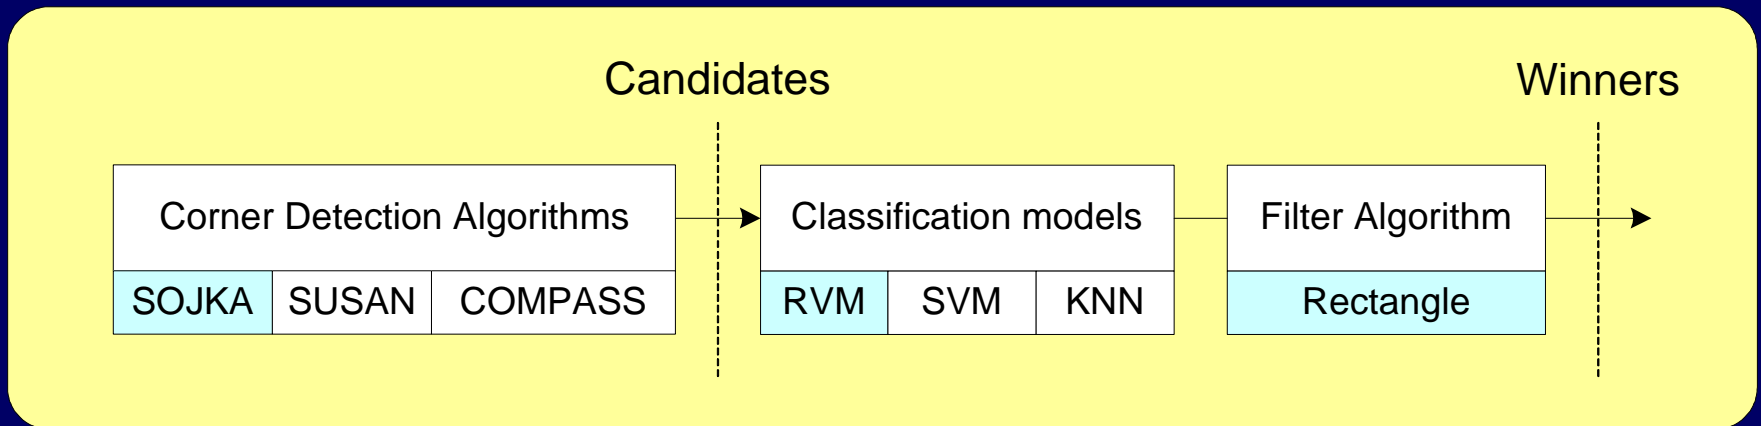 Candidates
Winners
Corner Detection Algorithms
SOJKA SUSAN COMPASS
Classification models
RVM SVM KNN
Filter Algorithm
Rectangle